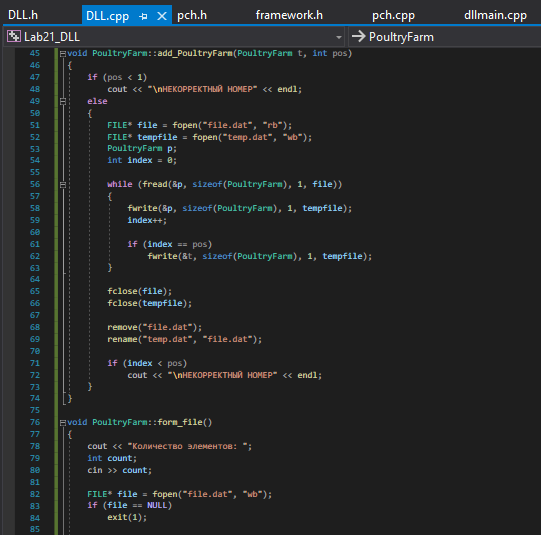 DLL.h DLL.cpp pch.h framework.h pch.cpp dllmain.cpp
Lab21_DLL PoultryFarm
45 void PoultryFarm::add_PoultryFarm(PoultryFarm t, int pos)
46 {
47 if (pos < 1)
48 cout << "\nНЕКОРРЕКТНЫЙ НОМЕР" << endl;
49 else
50 {
51 FILE* file = fopen("file.dat", "rb");
52 FILE* tempfile = fopen("temp.dat", "wb");
53 PoultryFarm p;
54 int index = 0;
55
56 while (fread(&p, sizeof(PoultryFarm), 1, file))
57 {
58 fwrite(&p, sizeof(PoultryFarm), 1, tempfile);
59 index++;
60
61 if (index == pos)
62 fwrite(&t, sizeof(PoultryFarm), 1, tempfile);
63 }
64
65 fclose(file);
66 fclose(tempfile);
67
68 remove("file.dat");
69 rename("temp.dat", "file.dat");
70
71 if (index < pos)
72 cout << "\nНЕКОРРЕКТНЫЙ НОМЕР" << endl;
73 }
74 }
75
76 void PoultryFarm::form_file()
77 {
78 cout << "Количество элементов: ";
79 int count;
80 cin >> count;
81
82 FILE* file = fopen("file.dat", "wb");
83 if (file == NULL)
84 exit(1);
85